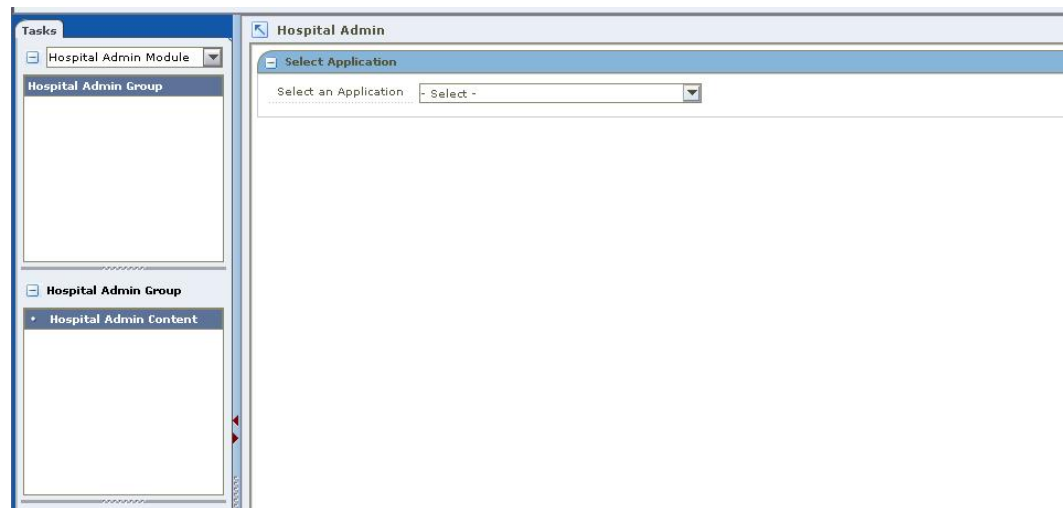 Tasks
Hospital Admin Module
Hospital Admin Group
Hospital Admin Group
Hospital Admin Content
Hospital Admin
Select Application
Select an Application - Select -